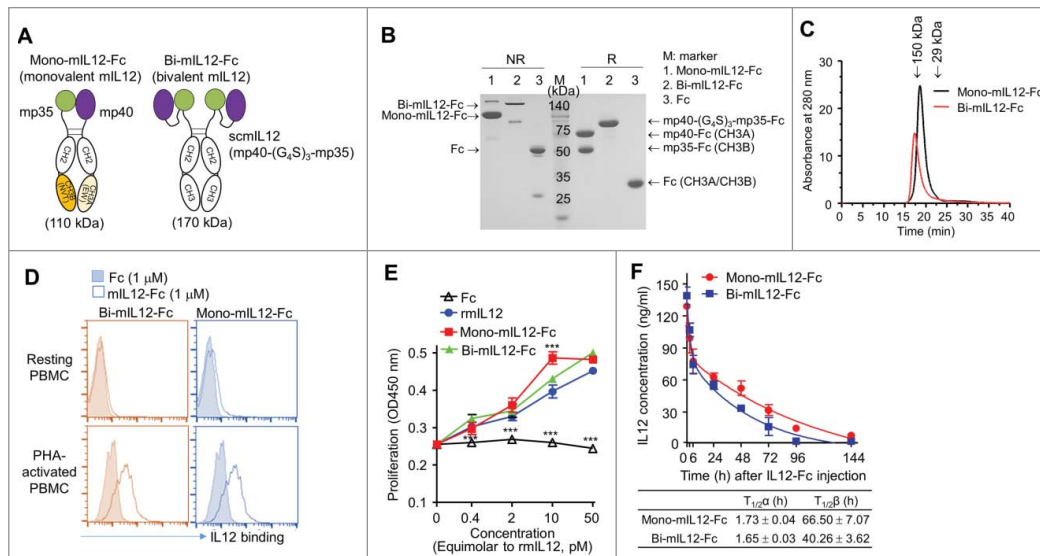 A
Mono-mIL12-Fc
(monovalent mIL12)
Bi-mIL12-Fc
(bivalent mIL12)
mp35
mp40
scmIL12
(mp40-(G4S)3-mp35)
CH2
CH2
CH2
CH2
CH3B
(VVL)
CH3A
(EW)
CH3
CH3
(110 kDa)
(170 kDa)
B
NR
R
1 2 3
M
(kDa)
1 2 3
Bi-mIL12-Fc
Mono-mIL12-Fc
Fc
140
75
50
35
25
M: marker
1. Mono-mIL12-Fc
2. Bi-mIL12-Fc
3. Fc
mp40-(G4S)3-mp35-Fc
mp40-Fc (CH3A)
mp35-Fc (CH3B)
Fc (CH3A/CH3B)
C
150 kDa
29 kDa
Mono-mIL12-Fc
Bi-mIL12-Fc
Absorbance at 280 nm
30
20
10
0
0 5 10 15 20 25 30 35 40
Time (min)
D
Fc (1 μM)
mIL12-Fc (1 μM)
Bi-mIL12-Fc
Mono-mIL12-Fc
Resting
PBMC
PHA-
activated
PBMC
IL12 binding
E
Fc
rmIL12
Mono-mIL12-Fc
Bi-mIL12-Fc
Proliferation (OD450 nm)
0.5
0.4
0.3
0.2
0.1
***
*** *** *** ***
0 0.4 2 10 50
Concentration
(Equimolar to rmIL12, pM)
F
Mono-mIL12-Fc
Bi-mIL12-Fc
IL12 concentration (ng/ml)
150
120
90
60
30
0
0 6 24 48 72 96 144
Time (h) after IL12-Fc injection
T1/2α (h) T1/2β (h)
Mono-mIL12-Fc 1.73 ± 0.04 66.50 ± 7.07
Bi-mIL12-Fc 1.65 ± 0.03 40.26 ± 3.62